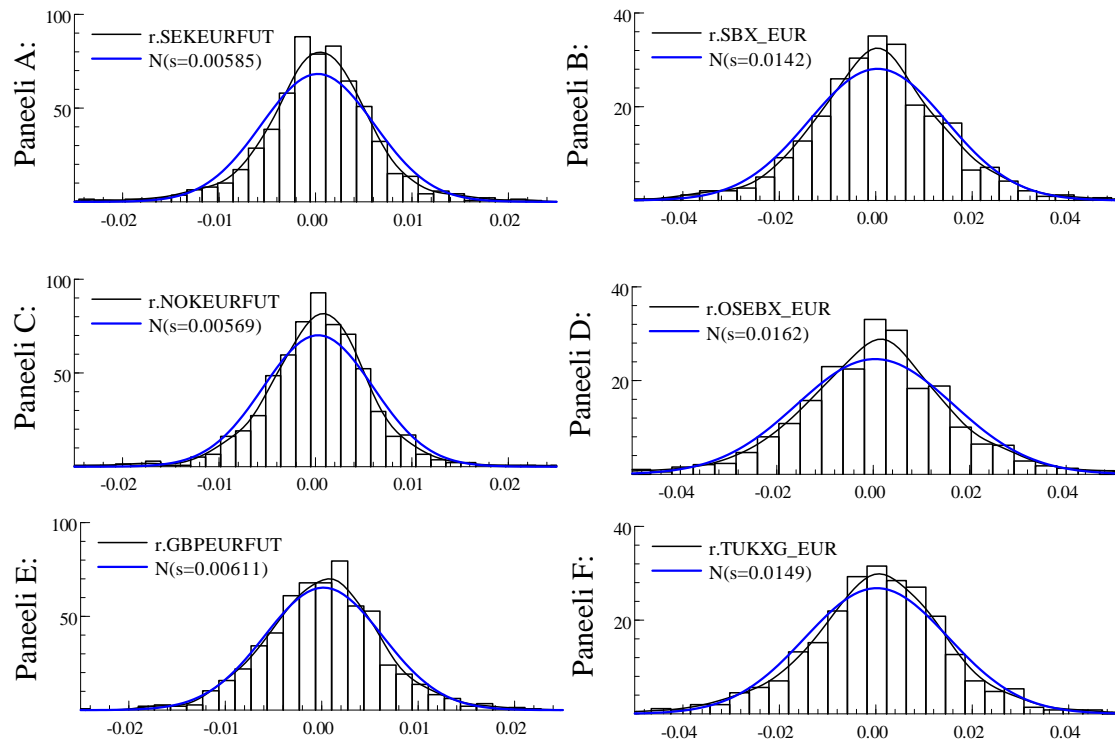 Paneeli A:
100
50
r.SEKEURFUT
N(s=0.00585)
-0.02 -0.01 0.00 0.01 0.02
Paneeli B:
40
20
r.SBX_EUR
N(s=0.0142)
-0.04 -0.02 0.00 0.02 0.04
Paneeli C:
100
50
r.NOKEURFUT
N(s=0.00569)
-0.02 -0.01 0.00 0.01 0.02
Paneeli D:
40
20
r.OSEBX_EUR
N(s=0.0162)
-0.04 -0.02 0.00 0.02 0.04
Paneeli E:
100
50
r.GBPEURFUT
N(s=0.00611)
-0.02 -0.01 0.00 0.01 0.02
Paneeli F:
40
20
r.TUKXG_EUR
N(s=0.0149)
-0.04 -0.02 0.00 0.02 0.04